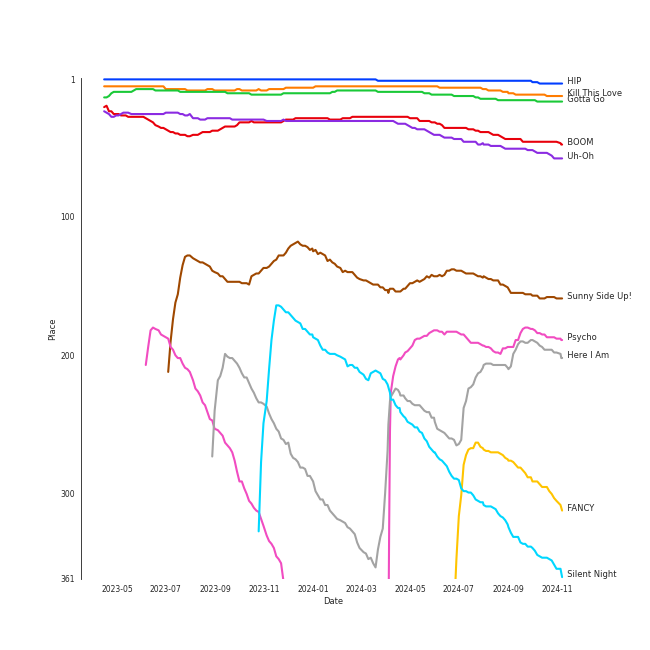 1
HIP
Kill This Love
Gotta Go
BOOM
Uh-Oh
100
Sunny Side Up!
Place
Psycho
200
Here I Am
300
FANCY
Silent Night
361
2023-05
2023-07
2023-09
2023-11
2024-01
2024-03
2024-05
2024-07
2024-09
2024-11
Date